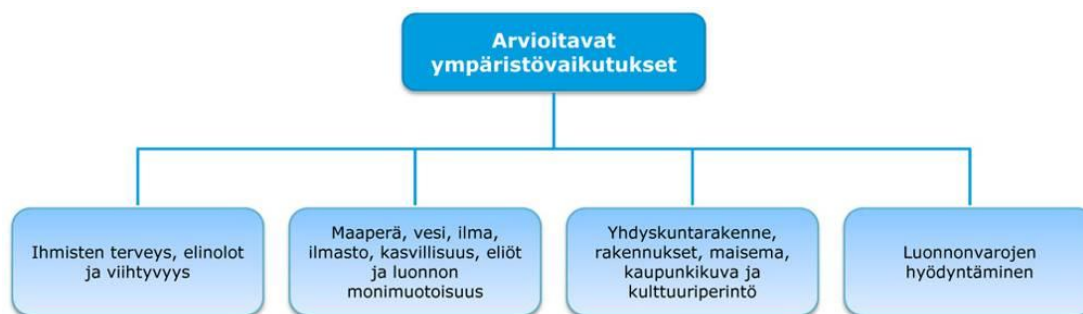 Arvioitavat
ympäristövaikutukset
Ihmisten terveys, elinolot
ja viihtyvyys
Maaperä, vesi, ilma,
ilmasto, kasvillisuus, eliöt
ja luonnon
monimuotoisuus
Yhdyskuntarakenne,
rakennukset, maisema,
kaupunkikuva ja
kulttuuriperintö
Luonnonvarojen
hyödyntäminen